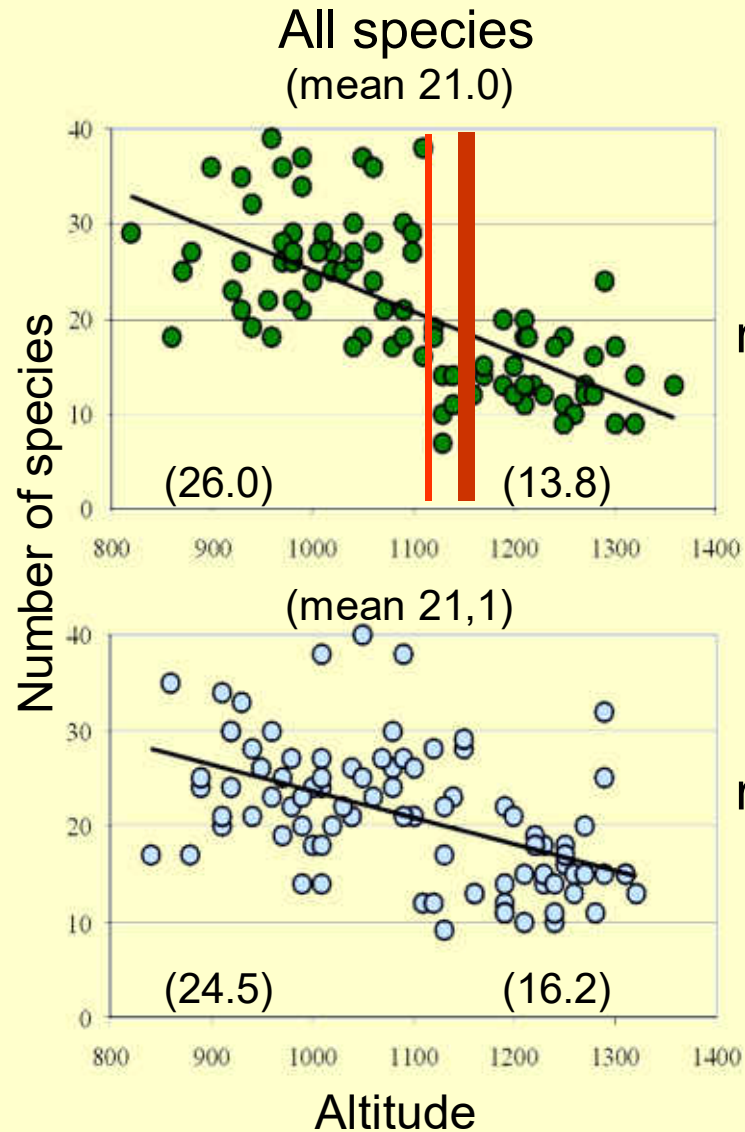 All species
(mean 21.0)
Number of species
40
30
20
10
0
(26.0) (13.8)
800 900 1000 1100 1200 1300 1400
r
(mean 21,1)
40
30
20
10
0
(24.5) (16.2)
800 900 1000 1100 1200 1300 1400
r
Altitude